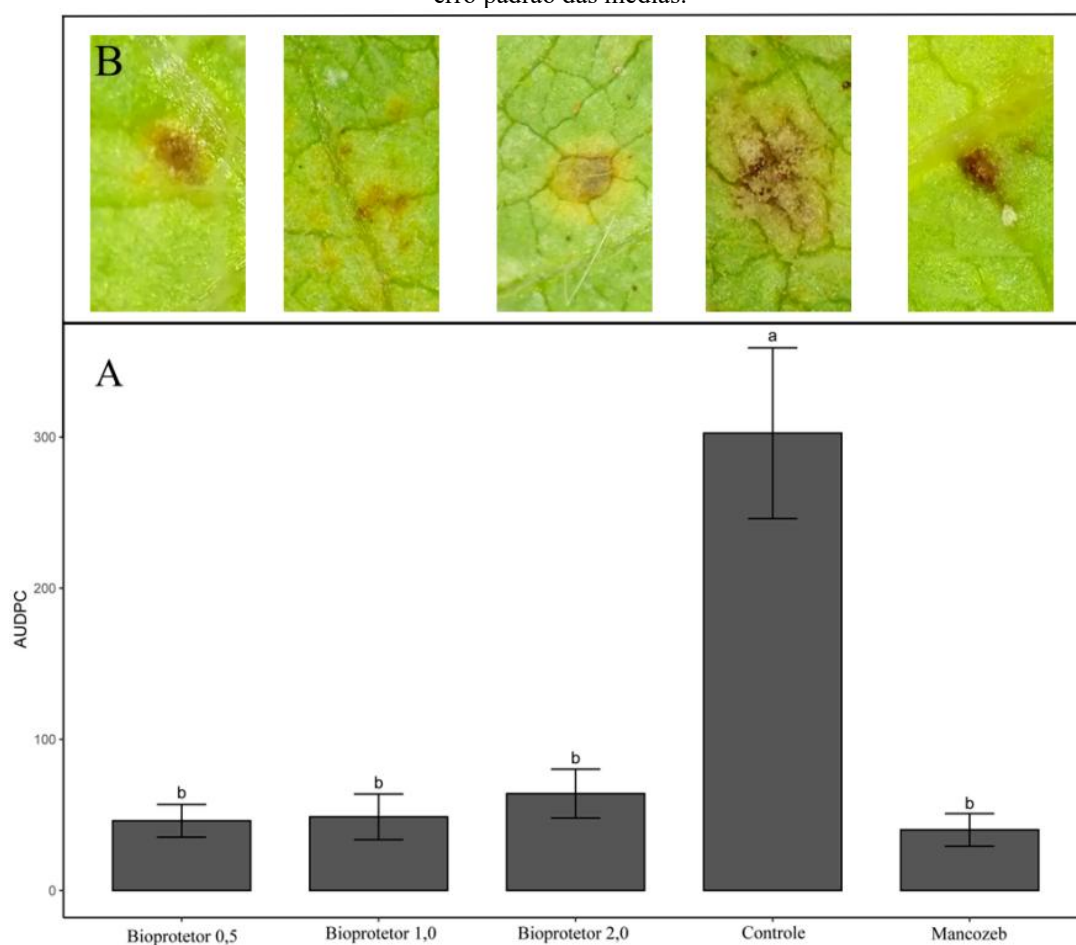 erro padrão das médias.
B
A
a
300
200
AUDPC
100
b
b
b
b
0
Bioprotetor 0,5
Bioprotetor 1,0
Bioprotetor 2,0
Controle
Mancozeb